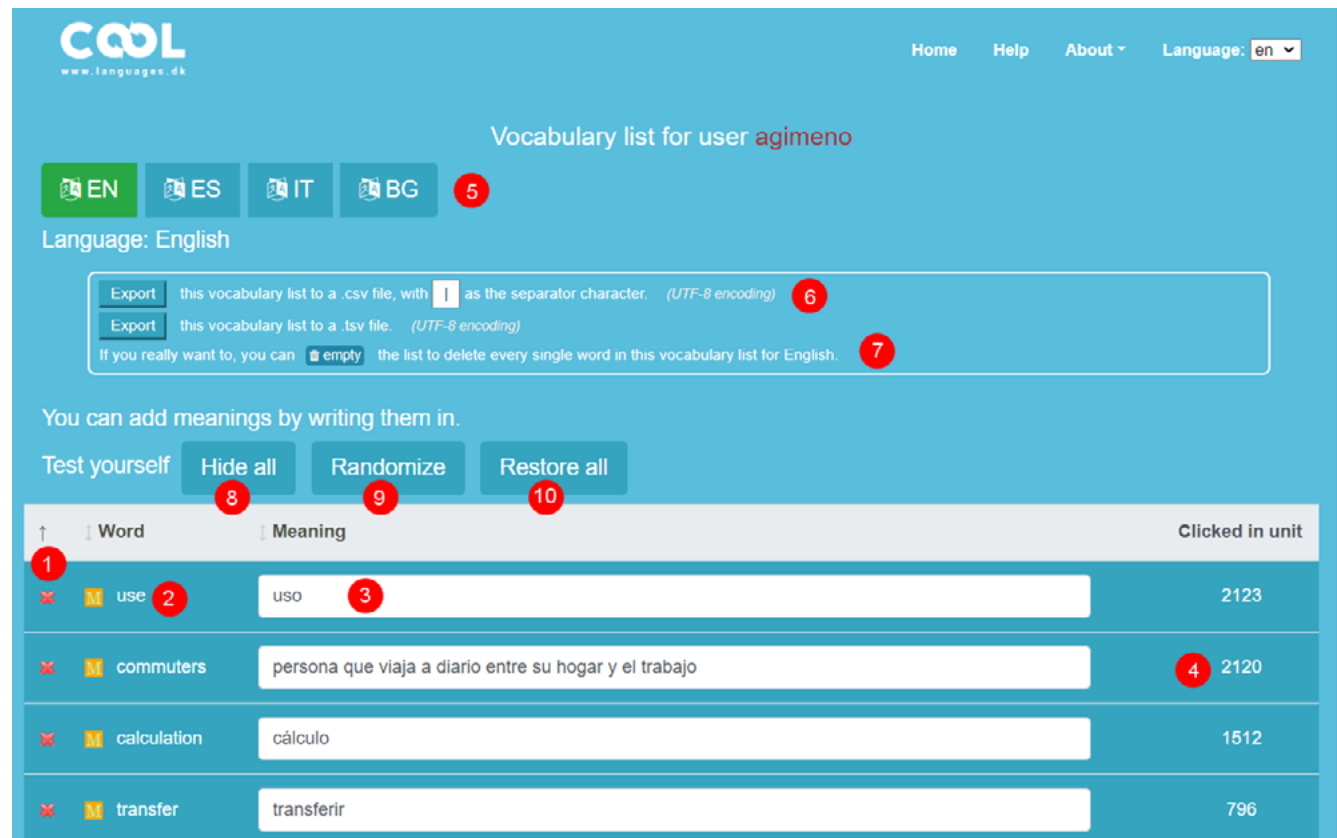 COOL
www.languages.dk
Home Help About Language: en
Vocabulary list for user agimeno
EN ES IT BG 5
Language: English
Export this vocabulary list to a .csv file, with | as the separator character. (UTF-8 encoding) 6
Export this vocabulary list to a .tsv file. (UTF-8 encoding)
If you really want to, you can empty the list to delete every single word in this vocabulary list for English. 7
You can add meanings by writing them in.
Test yourself Hide all Randomize Restore all
8 9 10
↑ Word Meaning Clicked in unit
1
M use 2 uso 3 2123
M commuters persona que viaja a diario entre su hogar y el trabajo 4 2120
M calculation cálculo 1512
M transfer transferir 796